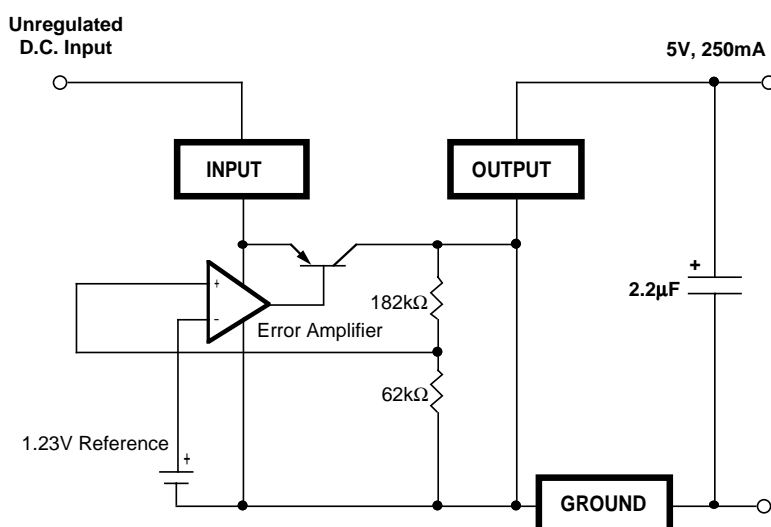 Unregulated
D.C. Input
5V, 250mA
INPUT
OUTPUT
+
2.2µF
+
–
182kΩ
Error Amplifier
62kΩ
1.23V Reference
+
GROUND